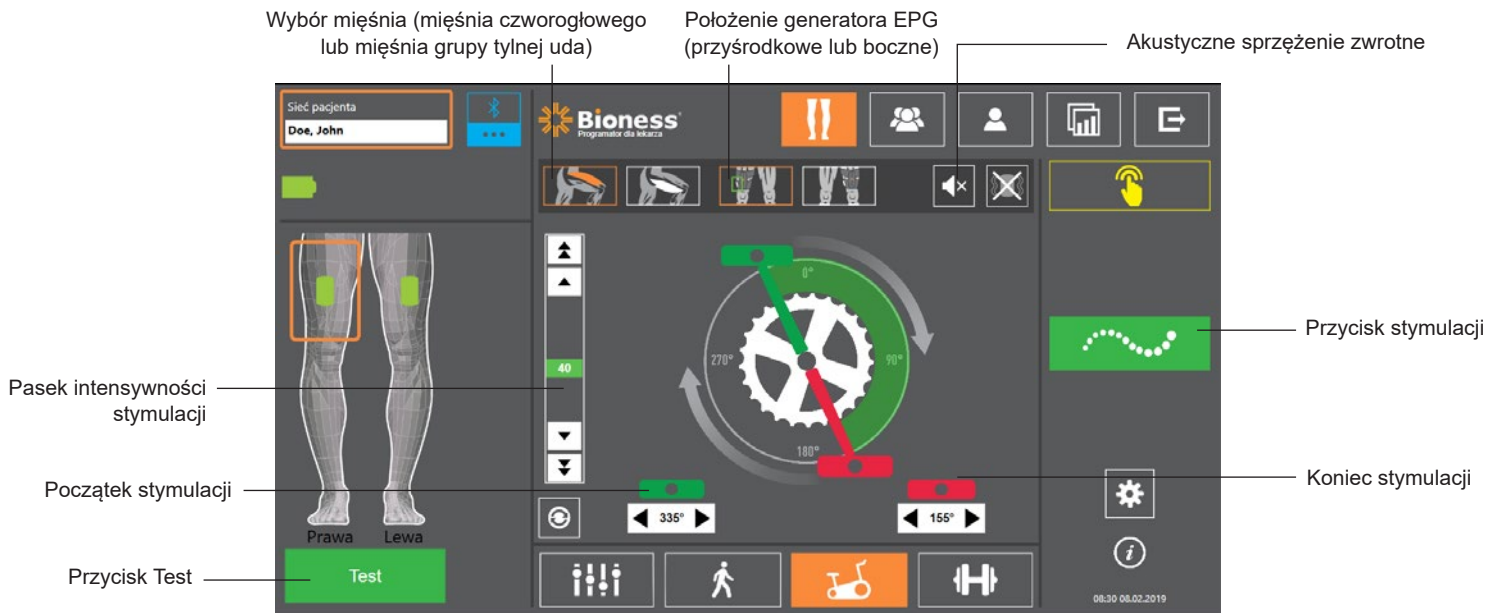 Wybór mięśnia (mięśnia czworogłowego
lub mięśnia grupy tylnej uda)
Położenie generatora EPG
(przyśrodkowe lub boczne)
Akustyczne sprzężenie zwrotne
Sieć pacjenta
Doe, John
Bioness
Programator dla lekarza
0°
90°
180°
270°
40
Przycisk stymulacji
Pasek intensywności
stymulacji
Początek stymulacji
Koniec stymulacji
335°
155°
Prawa Lewa
Przycisk Test
Test
i
08:30 08.02.2019